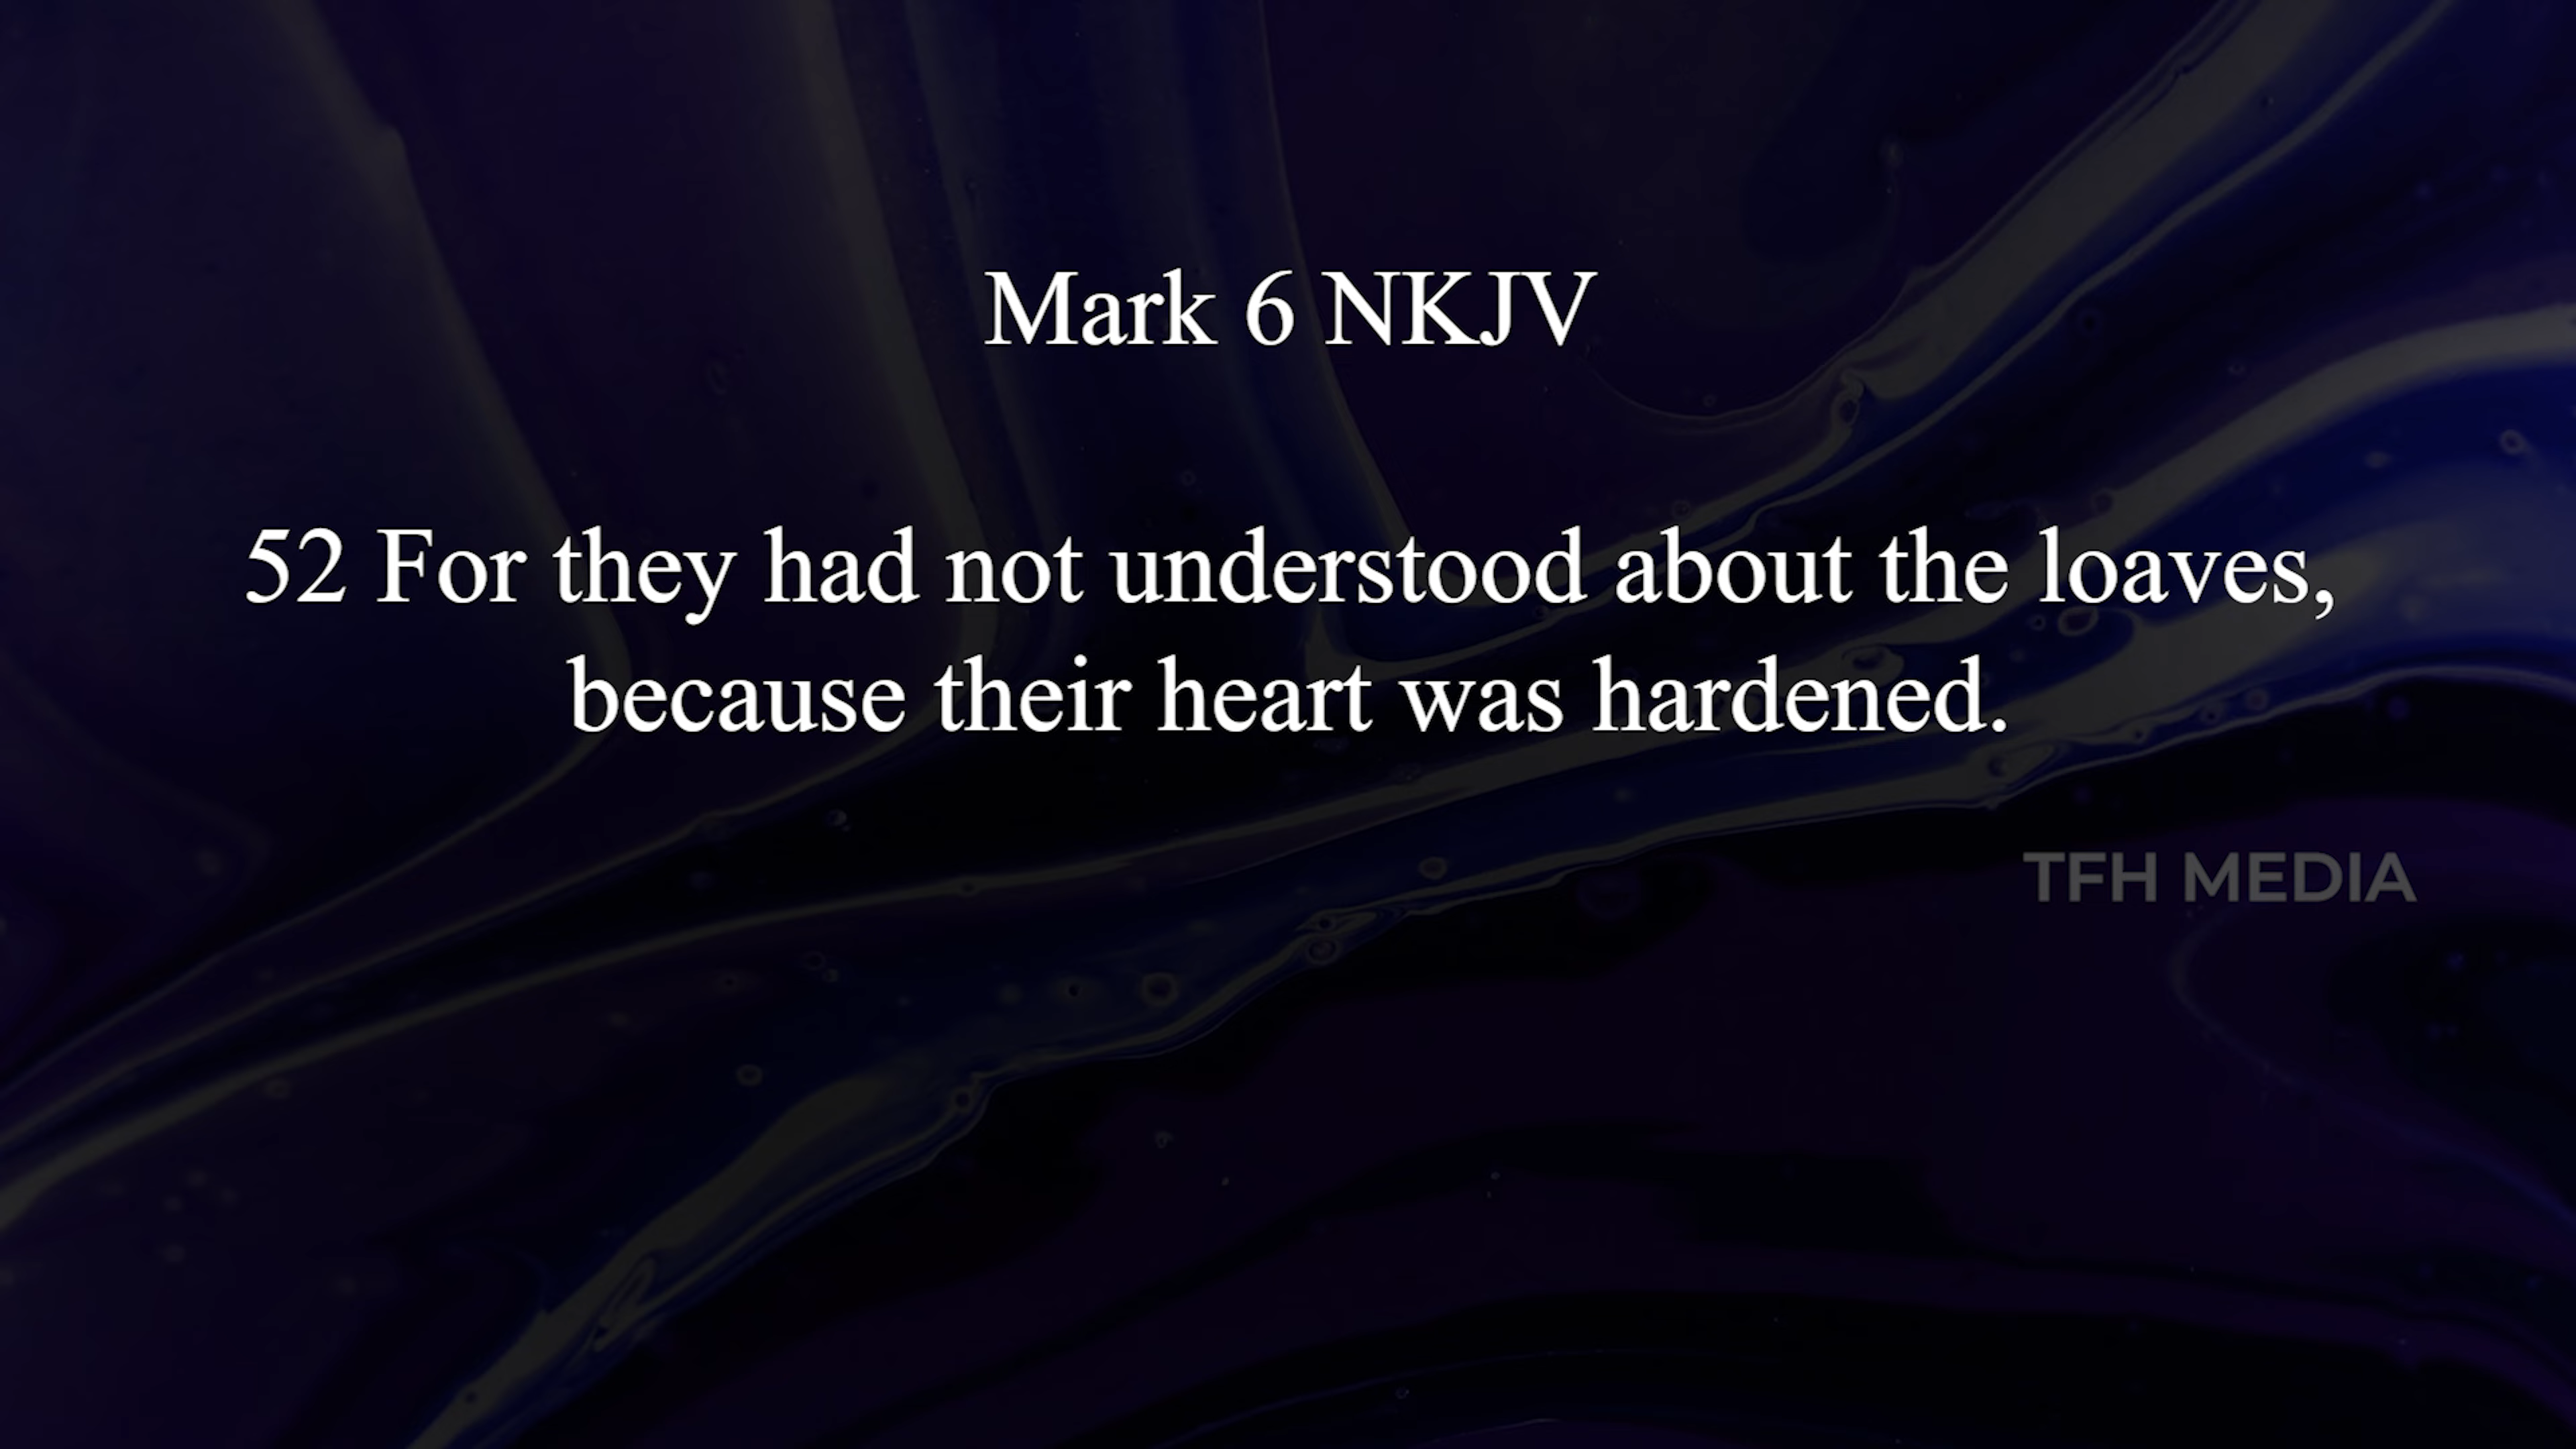 Mark 6 NKJV
52 For they had not understood about the loaves,
because their heart was hardened.
TFH MEDIA